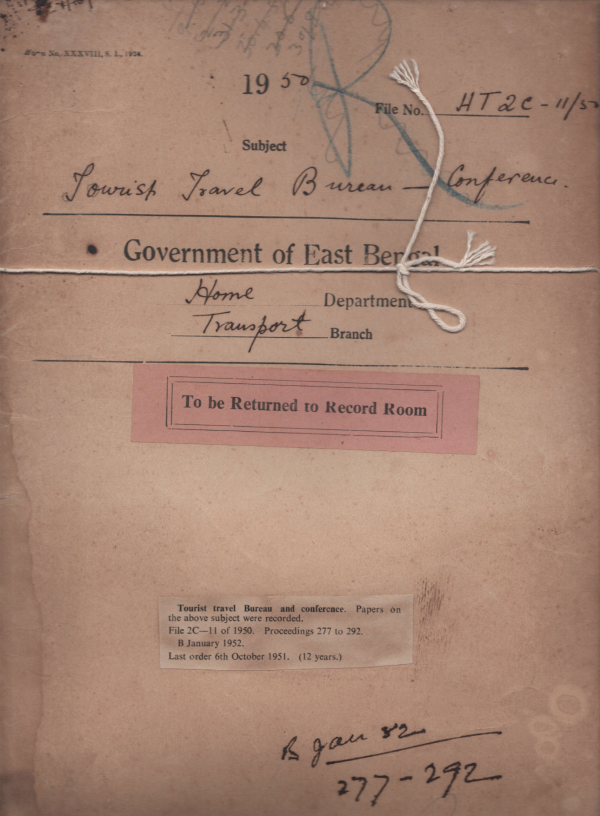 Form No. XXXVIII, S. L., 1924.
1950
File No. HT2C-11/50
Subject
Tourist Travel Bureau — Conference.
Government of East Bengal
Home Department
Transport Branch
To be Returned to Record Room
Tourist travel Bureau and conference. Papers on
the above subject were recorded.
File 2C—11 of 1950. Proceedings 277 to 292.
B January 1952.
Last order 6th October 1951. (12 years.)
B Jan 52
277-292